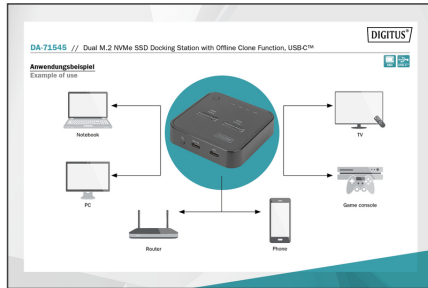 DIGITUS®
DA-71545 // Dual M.2 NVMe SSD Docking Station with Offline Clone Function, USB-C™
Anwendungsbeispiel
Example of use
Notebook
TV
PC
Game console
Router
Phone